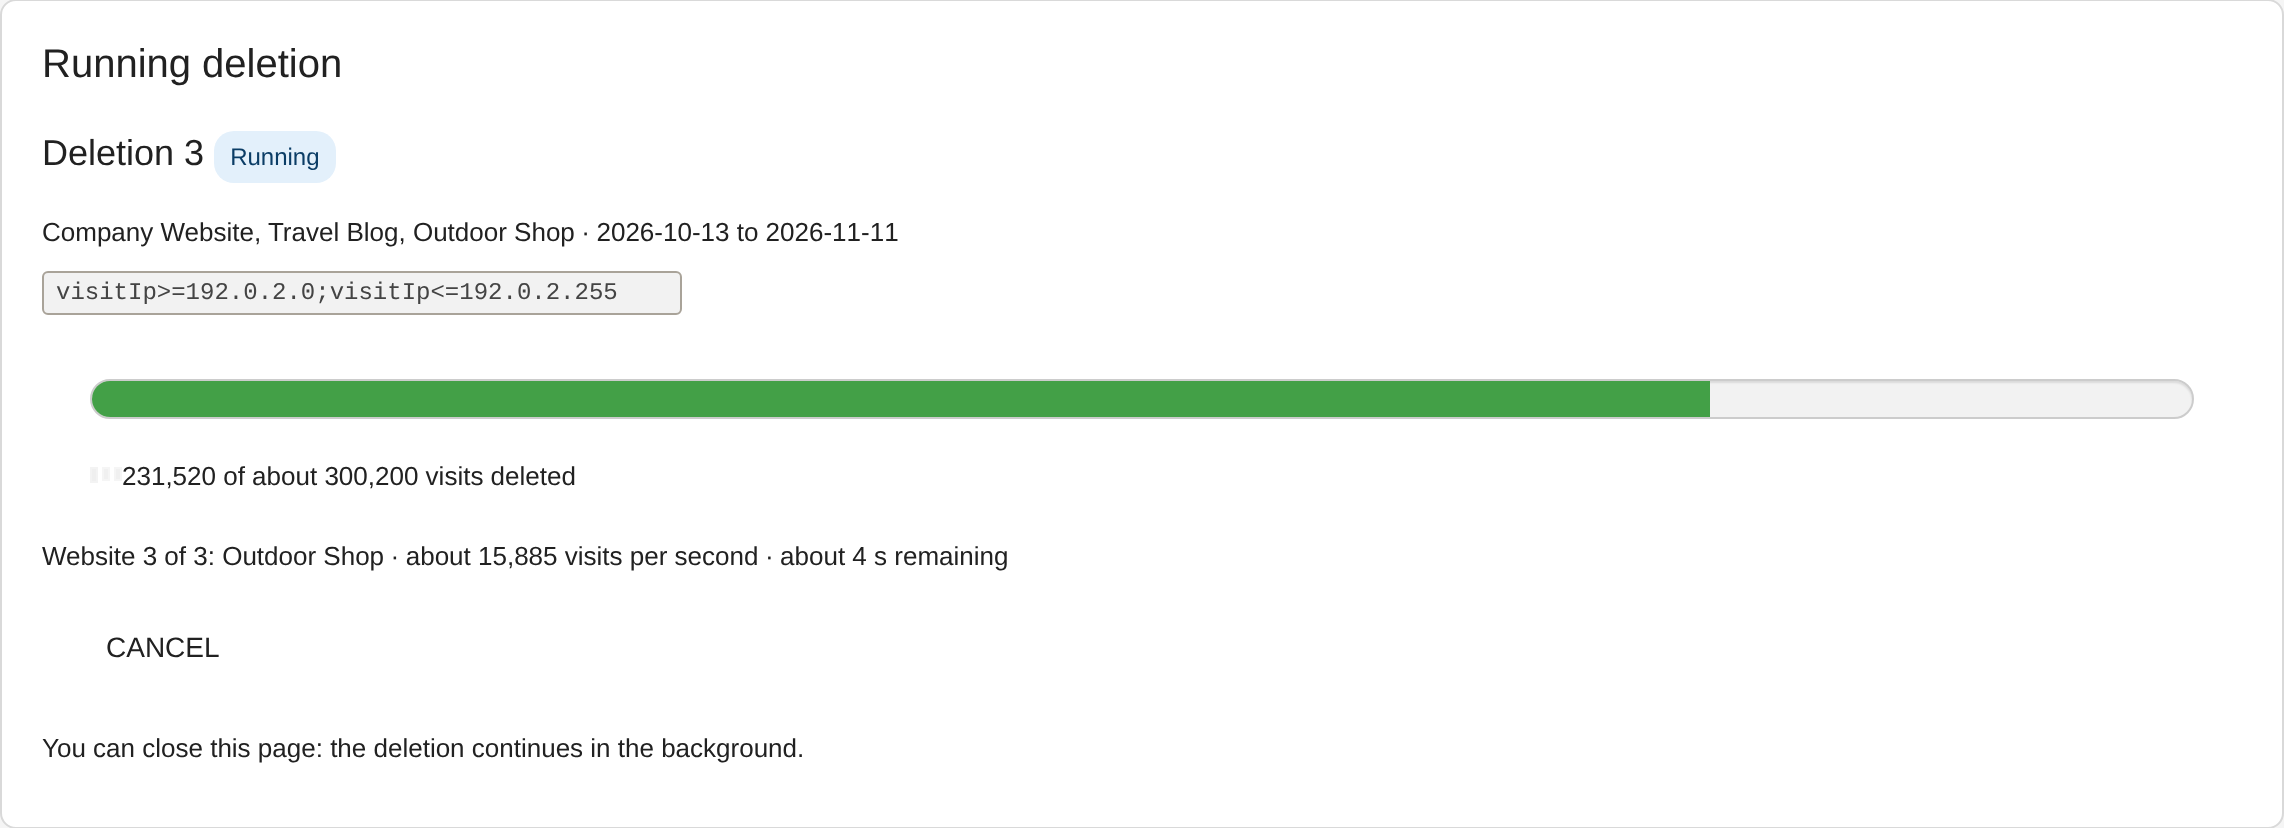 Running deletion
Deletion 3 Running
Company Website, Travel Blog, Outdoor Shop · 2026-10-13 to 2026-11-11
visitIp>=192.0.2.0;visitIp<=192.0.2.255
231,520 of about 300,200 visits deleted
Website 3 of 3: Outdoor Shop · about 15,885 visits per second · about 4 s remaining
CANCEL
You can close this page: the deletion continues in the background.